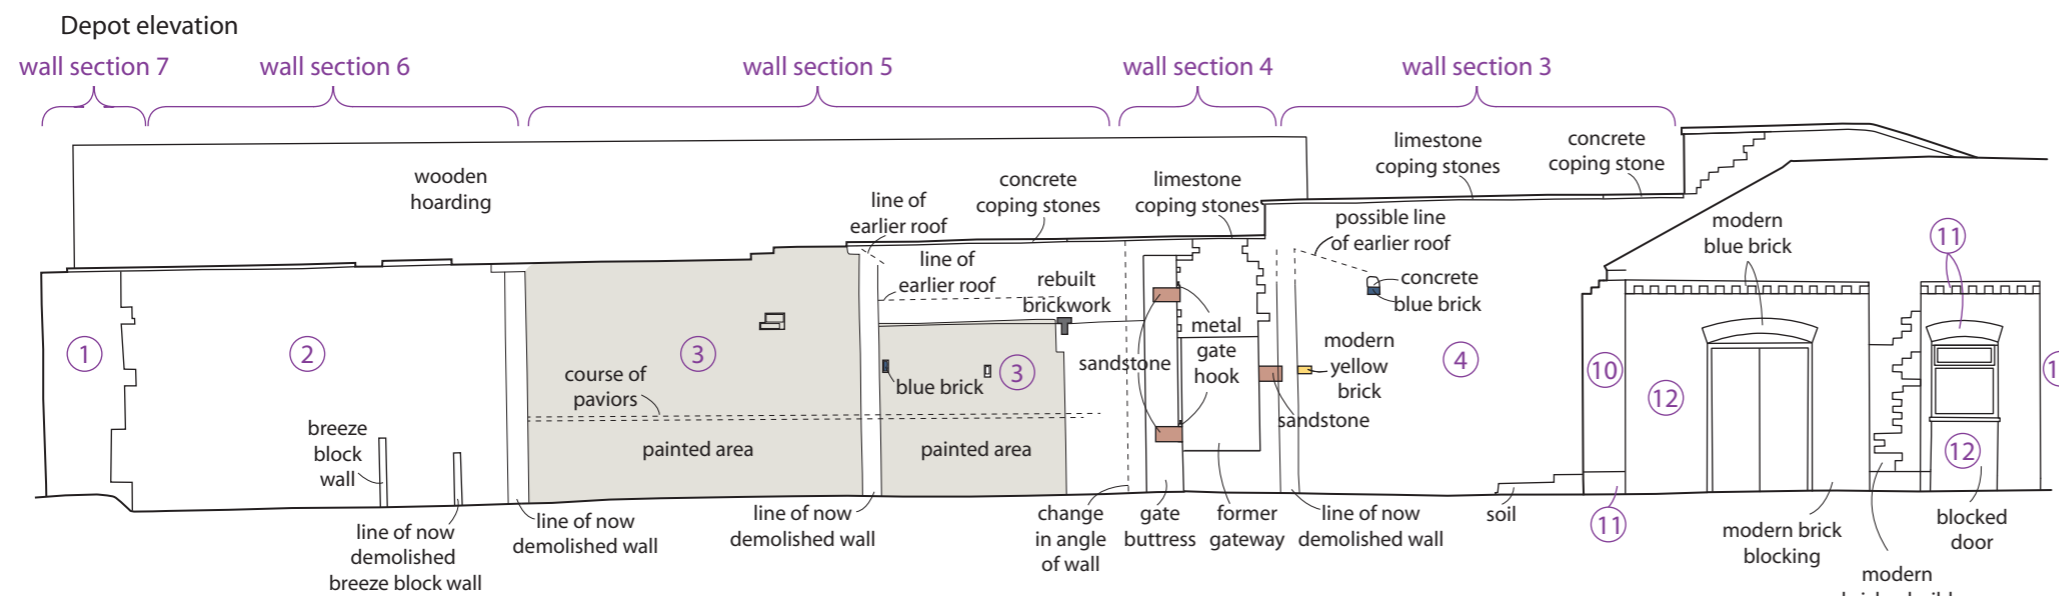 Depot elevation
wall section 7
wall section 6
wall section 5
wall section 4
wall section 3
wooden
hoarding
line of
earlier roof
concrete
coping stones
limestone
coping stones
limestone
coping stones
concrete
coping stone
line of
earlier roof
rebuilt
brickwork
possible line
of earlier roof
concrete
blue brick
modern
blue brick
11
1
2
3
course of
paviors
blue brick
3
sandstone
metal
gate
hook
modern
yellow
brick
sandstone
4
10
12
12
breeze
block
wall
painted area
painted area
line of now
demolished
breeze block wall
line of now
demolished wall
line of now
demolished wall
change
in angle
of wall
gate
buttress
former
gateway
line of now
demolished wall
soil
11
modern brick
blocking
modern
blocked
door